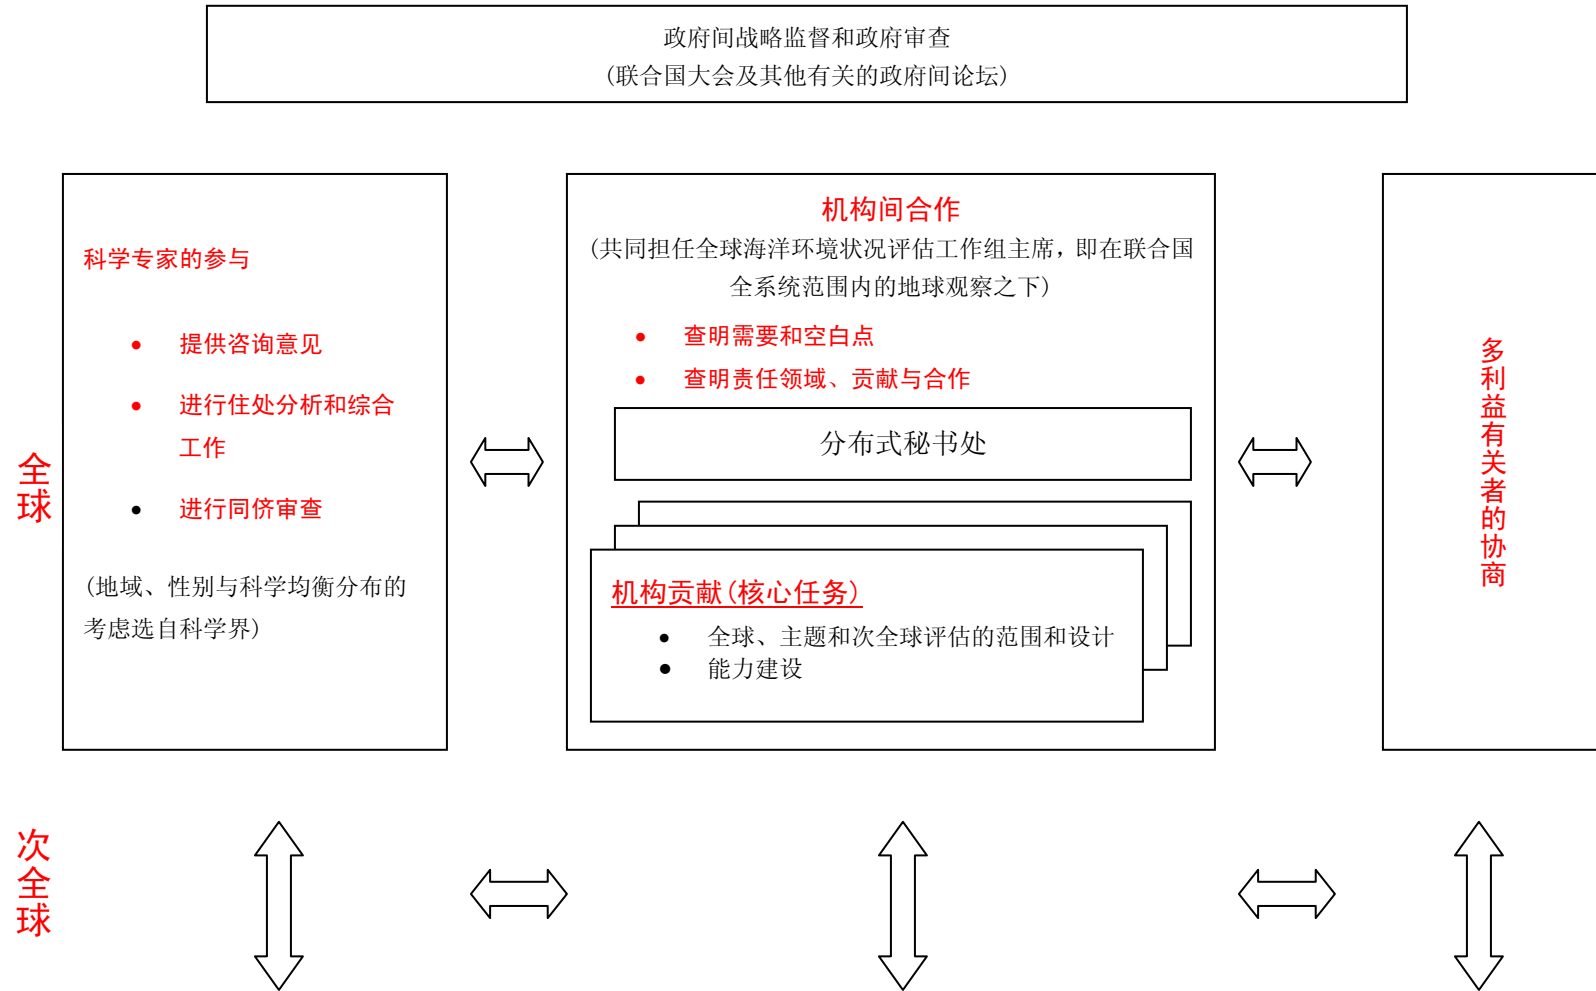 政府间战略监督和政府审查
(联合国大会及其他有关的政府间论坛)
全球
科学专家的参与
• 提供咨询意见
• 进行住处分析和综合
工作
• 进行同侪审查
(地域、性别与科学均衡分布的
考虑选自科学界)
机构间合作
(共同担任全球海洋环境状况评估工作组主席，即在联合国
全系统范围内的地球观察之下)
• 查明需要和空白点
• 查明责任领域、贡献与合作
分布式秘书处
机构贡献(核心任务)
• 全球、主题和次全球评估的范围和设计
• 能力建设
多利益有关者的协商
次全球